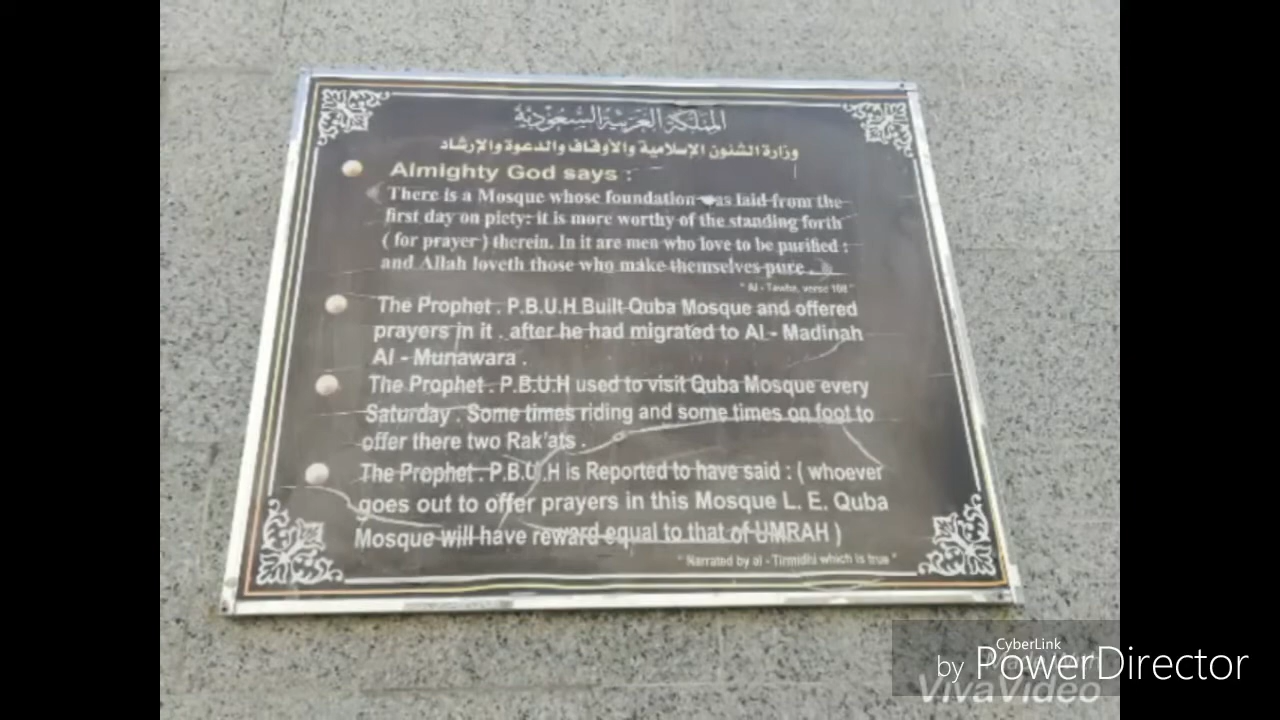 المملكة العربية السعودية
وزارة الشئون الإسلامية والأوقاف والدعوة والإرشاد
Almighty God says :
There is a Mosque whose foundation was laid from the
first day on piety: it is more worthy of the standing forth
( for prayer ) therein. In it are men who love to be purified :
and Allah loveth those who make themselves pure .
" Al - Tawba, verse 108 "
The Prophet . P.B.U.H Built Quba Mosque and offered
prayers in it . after he had migrated to Al - Madinah
Al - Munawara .
The Prophet . P.B.U.H used to visit Quba Mosque every
Saturday . Some times riding and some times on foot to
offer there two Rak'ats .
The Prophet . P.B.U.H is Reported to have said : ( whoever
goes out to offer prayers in this Mosque L. E. Quba
Mosque will have reward equal to that of UMRAH )
" Narrated by al - Tirmidhi which is true "
CyberLink
by PowerDirector
VivaVideo